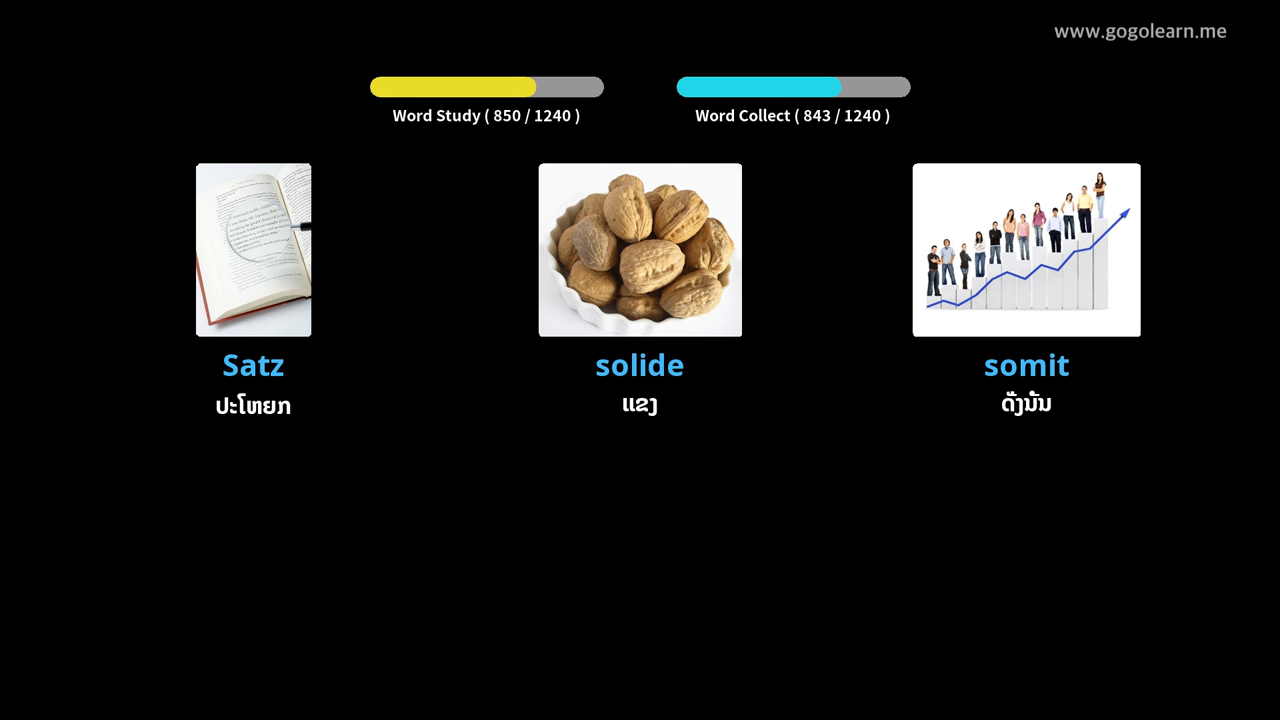 www.gogolearn.me
Word Study ( 850 / 1240 )
Word Collect ( 843 / 1240 )
Satz
solide
somit
ປະໂຫຍກ
ແຂງ
ດັ່ງນັ້ນ